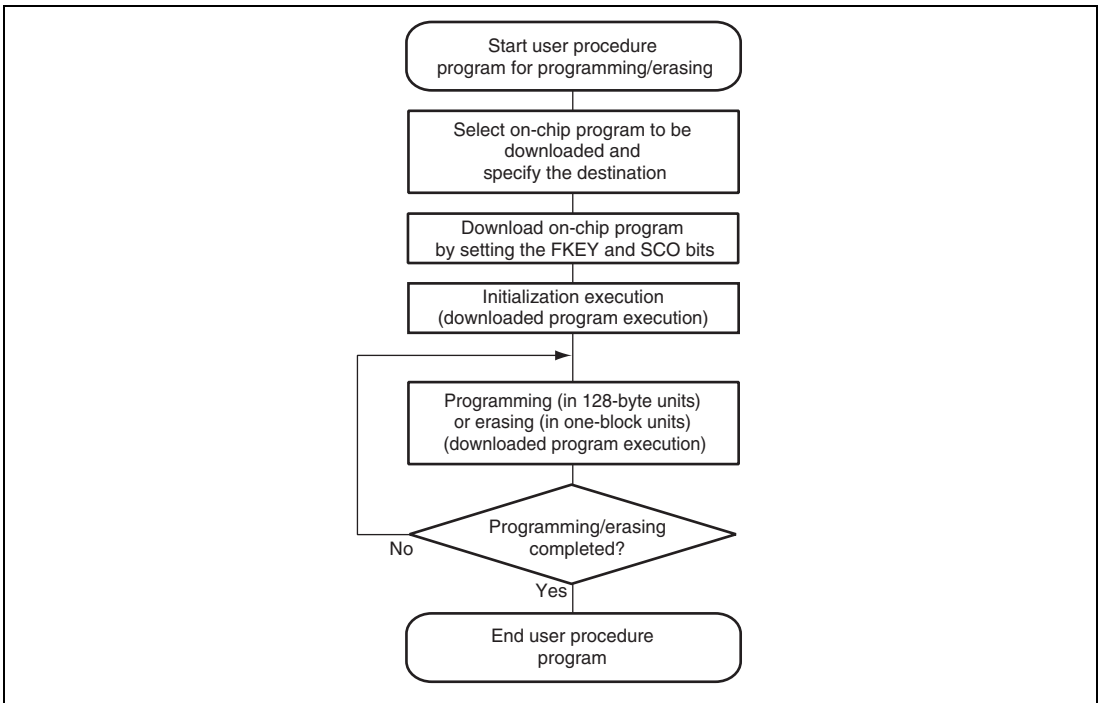 Start user procedure
program for programming/erasing
Select on-chip program to be
downloaded and
specify the destination
Download on-chip program
by setting the FKEY and SCO bits
Initialization execution
(downloaded program execution)
Programming (in 128-byte units)
or erasing (in one-block units)
(downloaded program execution)
Programming/erasing
completed?
No
Yes
End user procedure
program